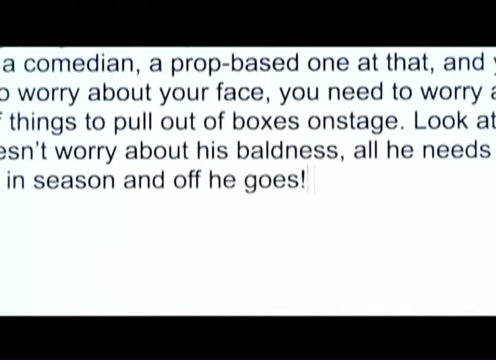 a comedian, a prop-based one at that, and
worry about your face, you need to worry
things to pull out of boxes onstage. Look at
esn't worry about his baldness, all he needs
in season and off he goes!